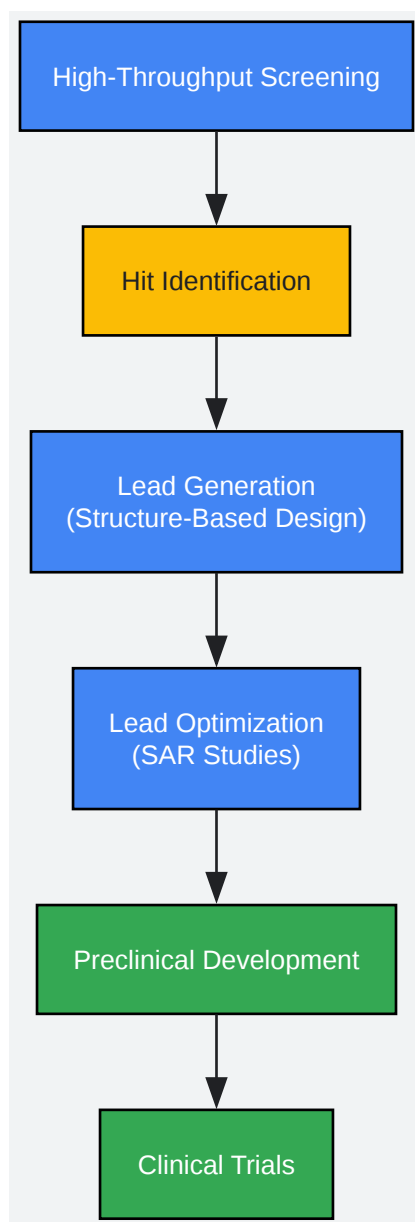 High-Throughput Screening
Hit Identification
Lead Generation
(Structure-Based Design)
Lead Optimization
(SAR Studies)
Preclinical Development
Clinical Trials